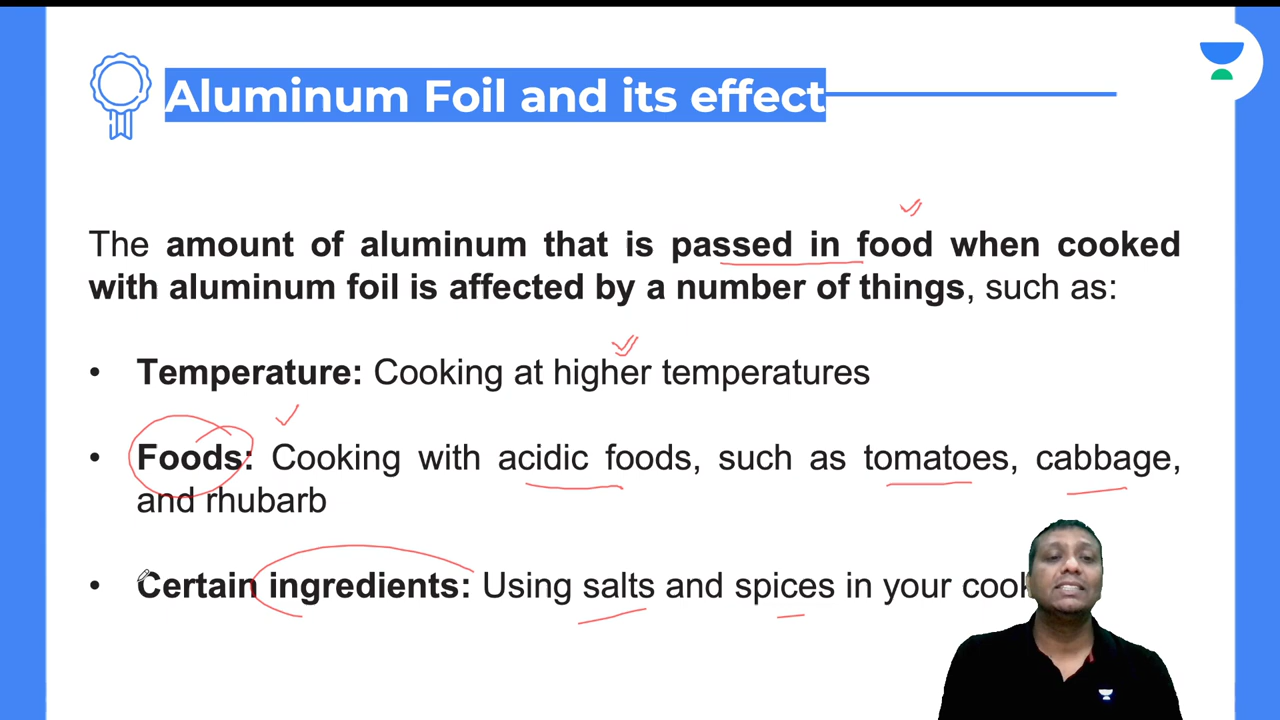 Aluminum Foil and its effect
The amount of aluminum that is passed in food when cooked
with aluminum foil is affected by a number of things, such as:
• Temperature: Cooking at higher temperatures
• Foods: Cooking with acidic foods, such as tomatoes, cabbage,
and rhubarb
• Certain ingredients: Using salts and spices in your